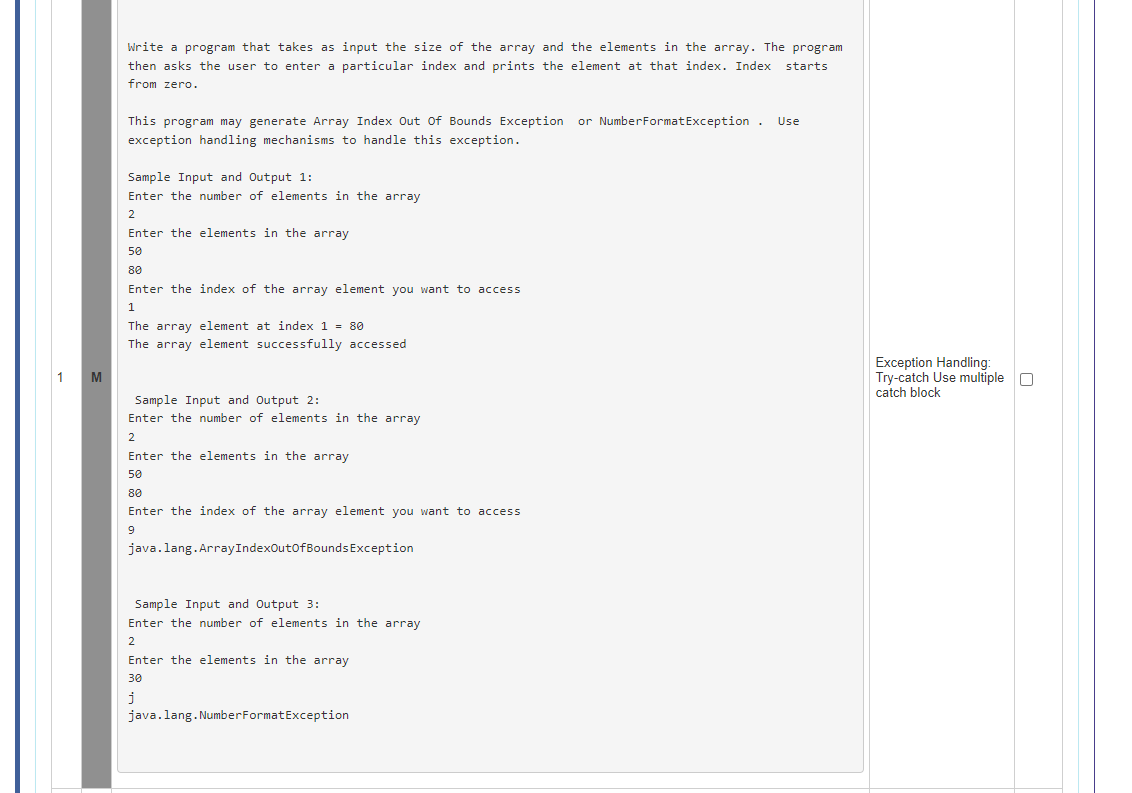 Write a program that takes as input the size of the array and the elements in the array. The program
then asks the user to enter a particular index and prints the element at that index. Index  starts
from zero.
This program may generate Array Index Out Of Bounds Exception  or NumberFormatException .  Use
exception handling mechanisms to handle this exception.
Sample Input and Output 1:
Enter the number of elements in the array
2
Enter the elements in the array
50
80
Enter the index of the array element you want to access
1
The array element at index 1 = 80
The array element successfully accessed
1
M
Exception Handling:
Try-catch Use multiple
catch block
Sample Input and Output 2:
Enter the number of elements in the array
2
Enter the elements in the array
50
80
Enter the index of the array element you want to access
9
java.lang.ArrayIndexOutOfBoundsException
Sample Input and Output 3:
Enter the number of elements in the array
2
Enter the elements in the array
30
j
java.lang.NumberFormatException